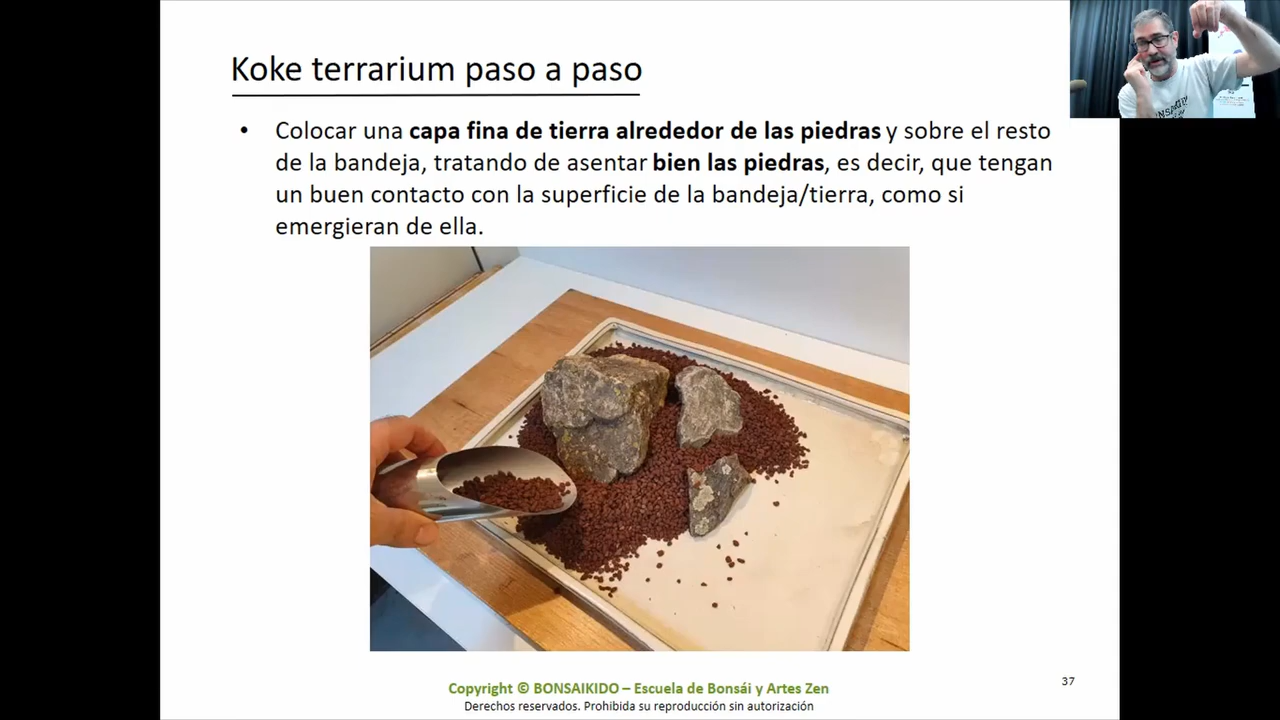 Koke terrarium paso a paso
• Colocar una capa fina de tierra alrededor de las piedras y sobre el resto
de la bandeja, tratando de asentar bien las piedras, es decir, que tengan
un buen contacto con la superficie de la bandeja/tierra, como si
emergieran de ella.
37
Copyright © BONSAIKIDO – Escuela de Bonsái y Artes Zen
Derechos reservados. Prohibida su reproducción sin autorización